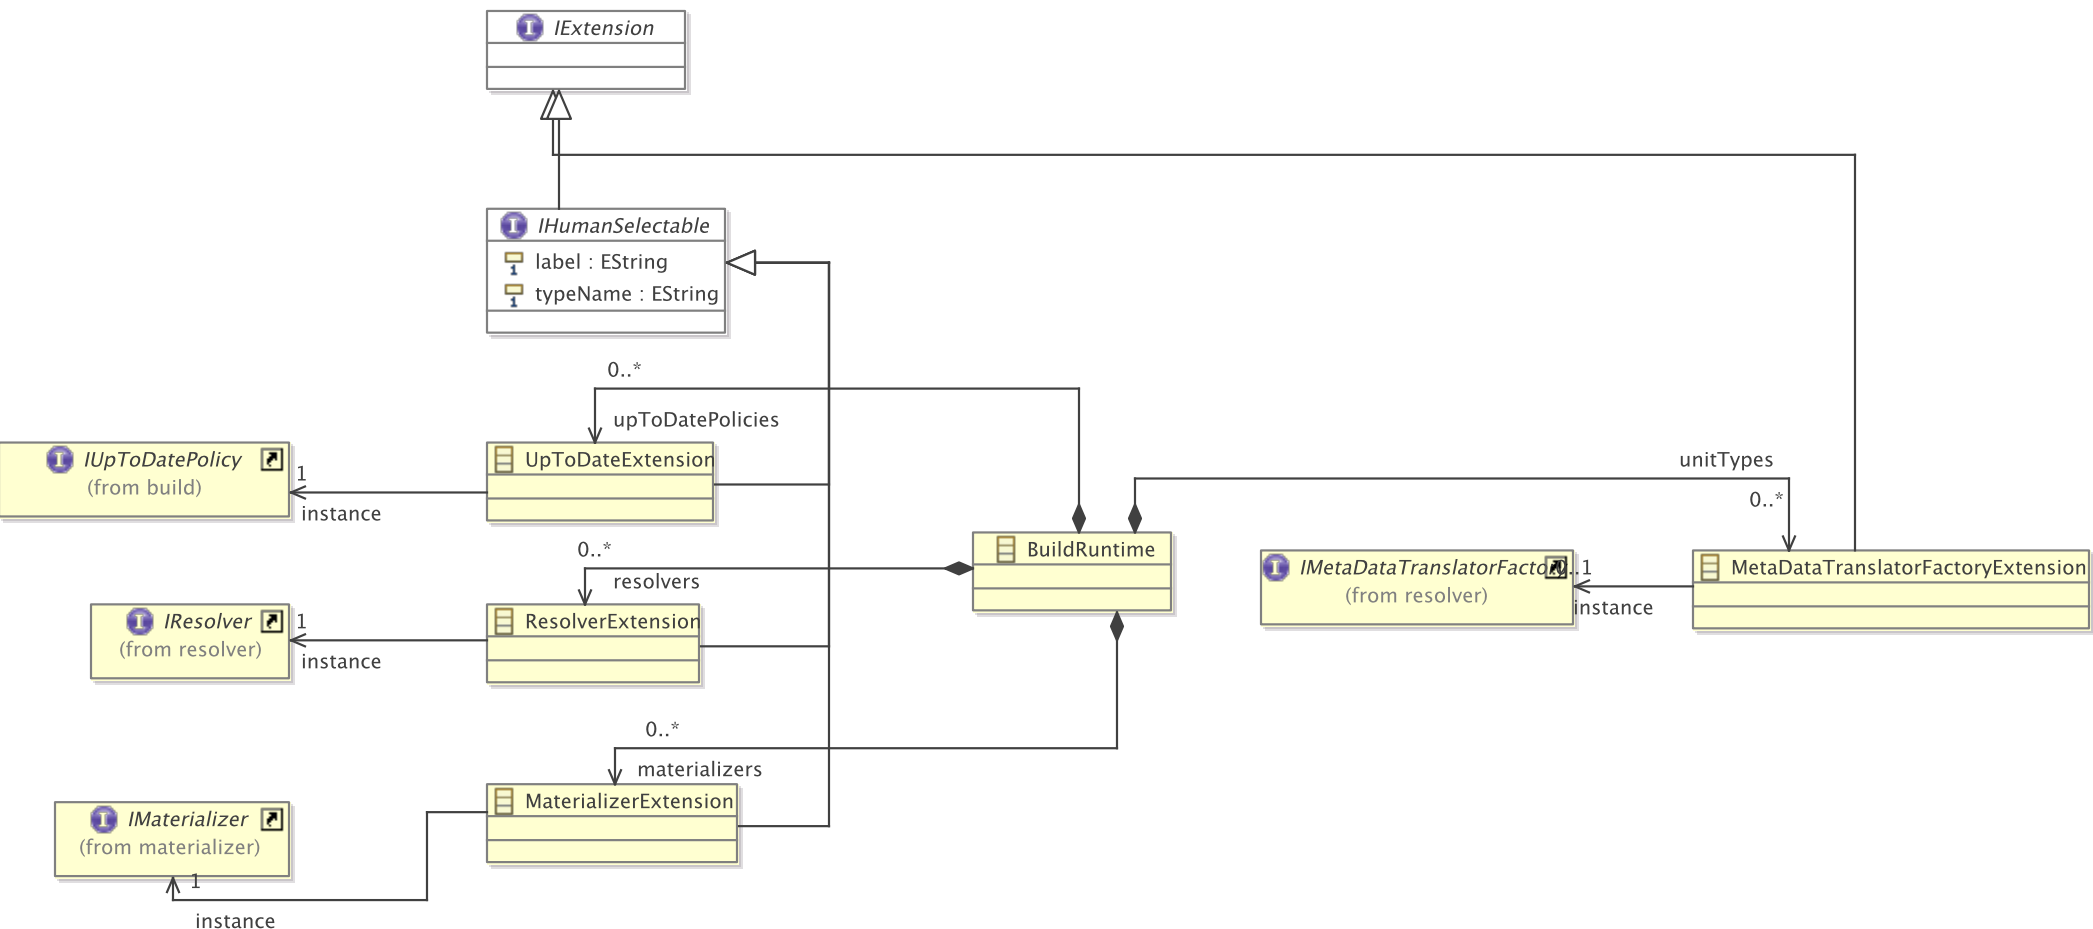 IExtension
IHumanSelectable
1 label : EString
1 typeName : EString
0..*
upToDatePolicies
IUpToDatePolicy
(from build)
1
instance
UpToDateExtension
unitTypes
0..*
BuildRuntime
0..*
resolvers
IResolver
(from resolver)
1
instance
ResolverExtension
(from resolver)
0..1
instance
MetaDataTranslatorFactoryExtension
0..*
materializers
IMaterializer
(from materializer)
1
instance
MaterializerExtension